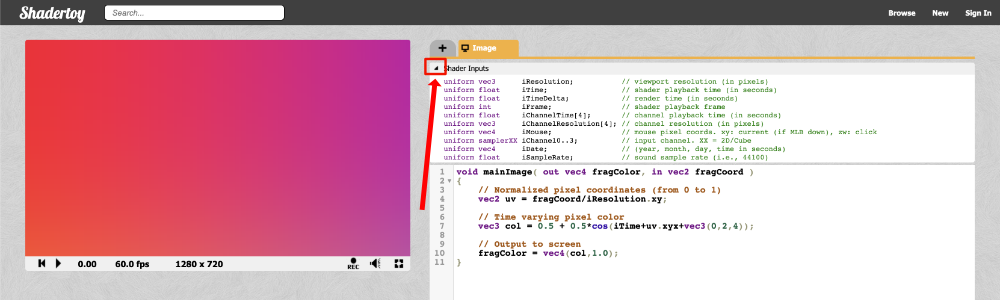 Shadertoy Search... Browse New Sign In
+ Image
Shader Inputs
uniform vec3 iResolution; // viewport resolution (in pixels)
uniform float iTime; // shader playback time (in seconds)
uniform float iTimeDelta; // render time (in seconds)
uniform int iFrame; // shader playback frame
uniform float iChannelTime[4]; // channel playback time (in seconds)
uniform vec3 iChannelResolution[4]; // channel resolution (in pixels)
uniform vec4 iMouse; // mouse pixel coords. xy: current (if MLB down), zw: click
uniform samplerXX iChannel0..3; // input channel. XX = 2D/Cube
uniform vec4 iDate; // (year, month, day, time in seconds)
uniform float iSampleRate; // sound sample rate (i.e., 44100)
1 void mainImage( out vec4 fragColor, in vec2 fragCoord )
2 {
3 // Normalized pixel coordinates (from 0 to 1)
4 vec2 uv = fragCoord/iResolution.xy;
5
6 // Time varying pixel color
7 vec3 col = 0.5 + 0.5*cos(iTime+uv.xyx+vec3(0,2,4));
8
9 // Output to screen
10 fragColor = vec4(col,1.0);
11 }
0.00 60.0 fps 1280 x 720 REC